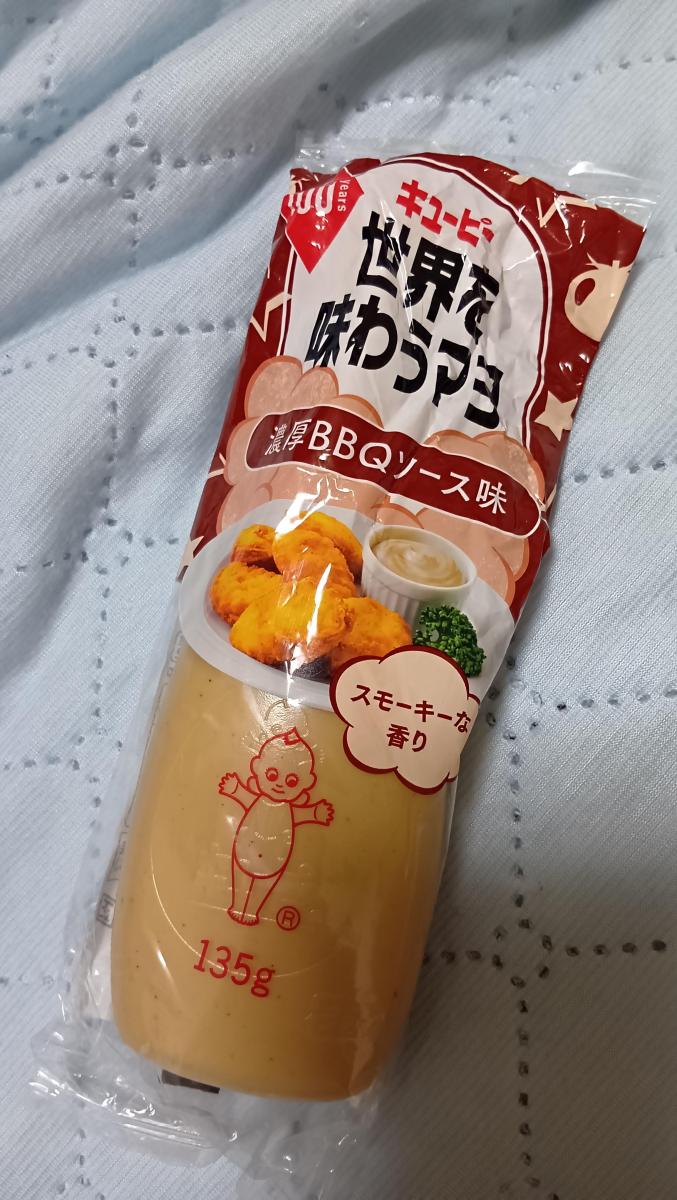 100
years
キユーピー
世界を
味わうマヨ
濃厚BBQソース味
スモーキーな
香り
®
135g